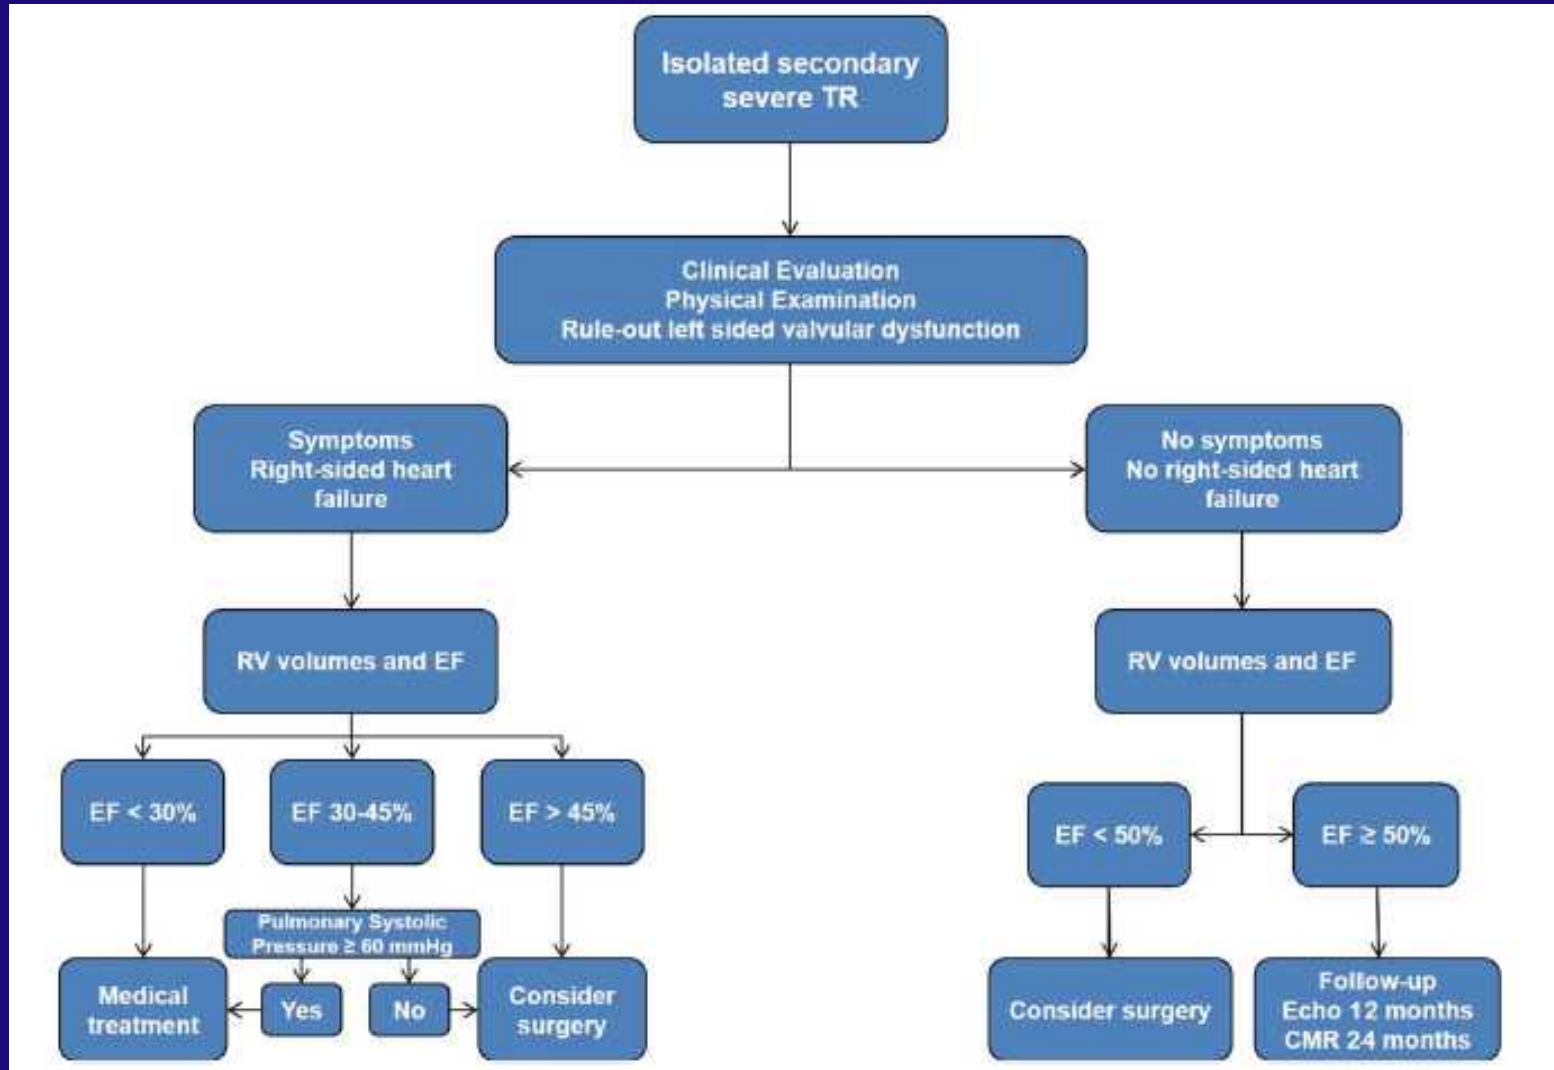 Isolated secondary
severe TR
Clinical Evaluation
Physical Examination
Rule-out left sided valvular dysfunction
Symptoms
Right-sided heart
failure
No symptoms
No right-sided heart
failure
RV volumes and EF
RV volumes and EF
EF < 30%
EF 30-45%
EF > 45%
EF < 50%
EF ≥ 50%
Pulmonary Systolic
Pressure ≥ 60 mmHg
Medical
treatment
Yes
No
Consider
surgery
Consider surgery
Follow-up
Echo 12 months
CMR 24 months